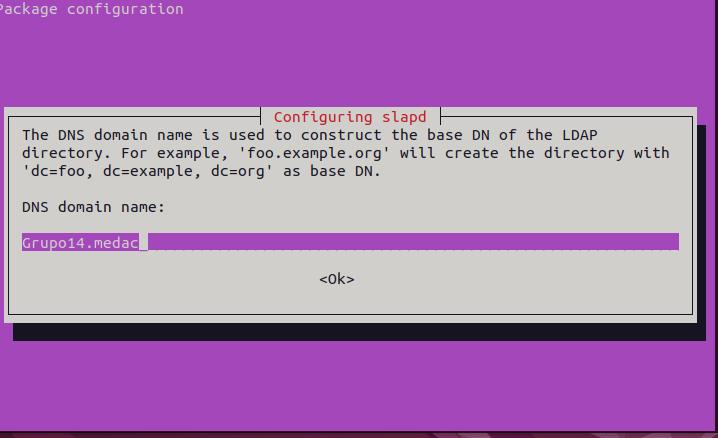 Package configuration
Configuring slapd
The DNS domain name is used to construct the base DN of the LDAP
directory. For example, 'foo.example.org' will create the directory with
'dc=foo, dc=example, dc=org' as base DN.
DNS domain name:
Grupo14.medac
<Ok>